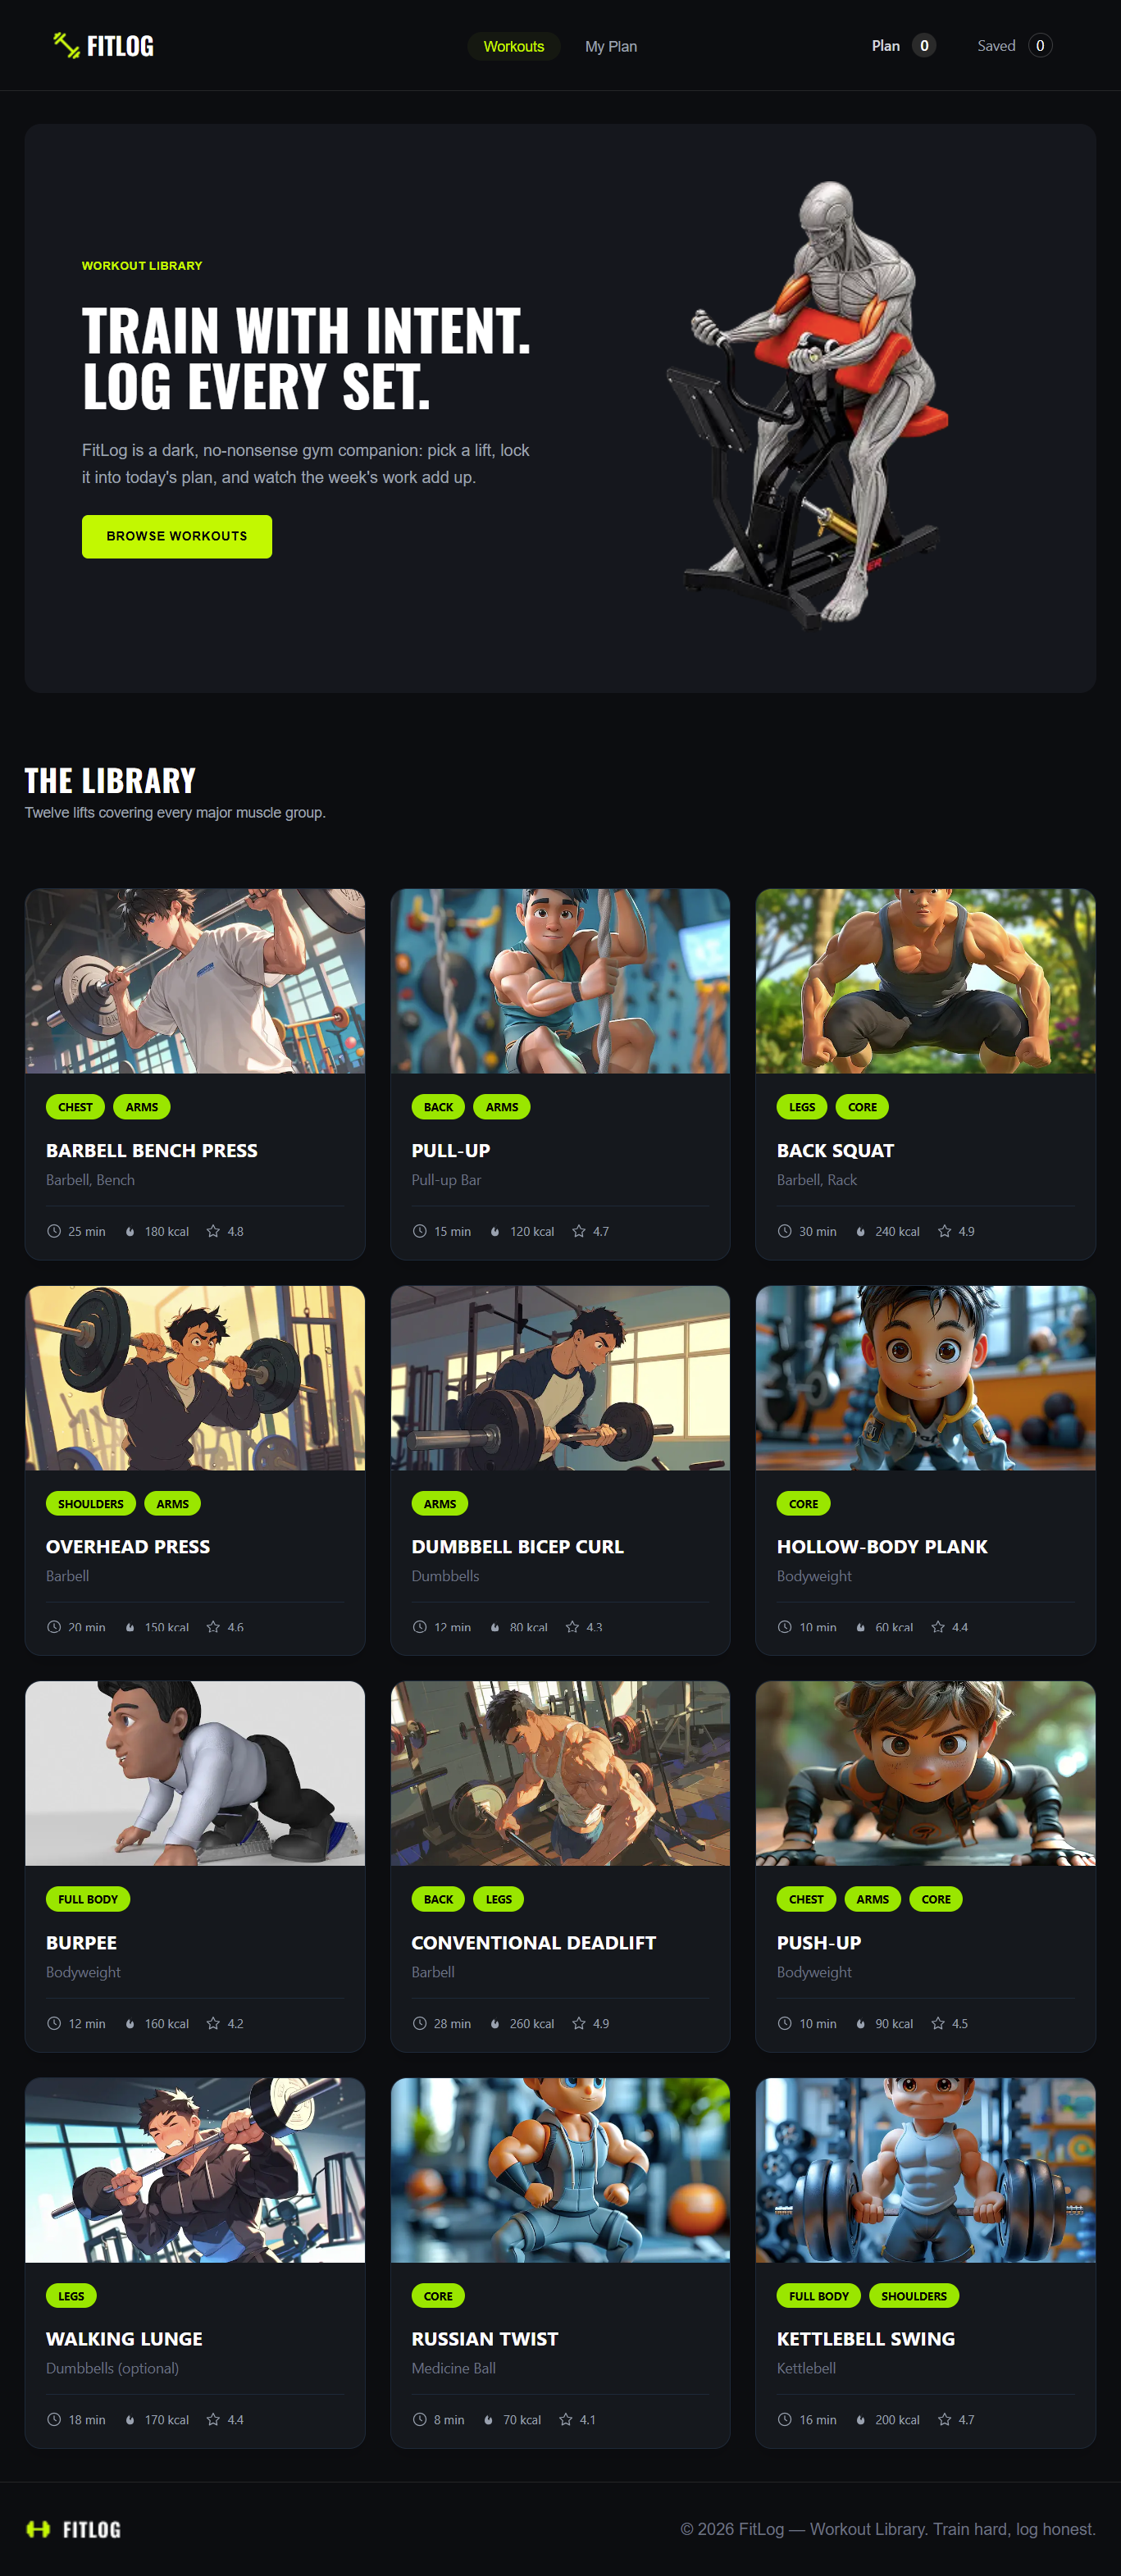 FITLOG
Workouts
My Plan
Plan 0
Saved 0
WORKOUT LIBRARY
TRAIN WITH INTENT.
LOG EVERY SET.
FitLog is a dark, no-nonsense gym companion: pick a lift, lock
it into today's plan, and watch the week's work add up.
BROWSE WORKOUTS
THE LIBRARY
Twelve lifts covering every major muscle group.
CHEST ARMS
BARBELL BENCH PRESS
Barbell, Bench
25 min 180 kcal 4.8
BACK ARMS
PULL-UP
Pull-up Bar
15 min 120 kcal 4.7
LEGS CORE
BACK SQUAT
Barbell, Rack
30 min 240 kcal 4.9
SHOULDERS ARMS
OVERHEAD PRESS
Barbell
20 min 150 kcal 4.6
ARMS
DUMBBELL BICEP CURL
Dumbbells
12 min 80 kcal 4.3
CORE
HOLLOW-BODY PLANK
Bodyweight
10 min 60 kcal 4.4
FULL BODY
BURPEE
Bodyweight
12 min 160 kcal 4.2
BACK LEGS
CONVENTIONAL DEADLIFT
Barbell
28 min 260 kcal 4.9
CHEST ARMS CORE
PUSH-UP
Bodyweight
10 min 90 kcal 4.5
LEGS
WALKING LUNGE
Dumbbells (optional)
18 min 170 kcal 4.4
CORE
RUSSIAN TWIST
Medicine Ball
8 min 70 kcal 4.1
FULL BODY SHOULDERS
KETTLEBELL SWING
Kettlebell
16 min 200 kcal 4.7
FITLOG
© 2026 FitLog — Workout Library. Train hard, log honest.